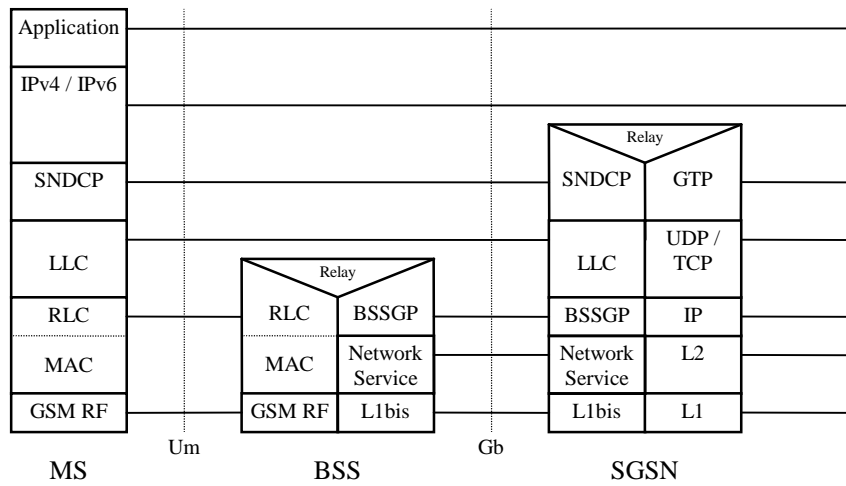 Application
IPv4 / IPv6
Relay
SNDCP
SNDCP
GTP
LLC
Relay
LLC
UDP /
TCP
RLC
RLC
BSSGP
BSSGP
IP
MAC
MAC
Network
Service
Network
Service
L2
GSM RF
GSM RF
L1bis
L1bis
L1
Um
Gb
MS
BSS
SGSN